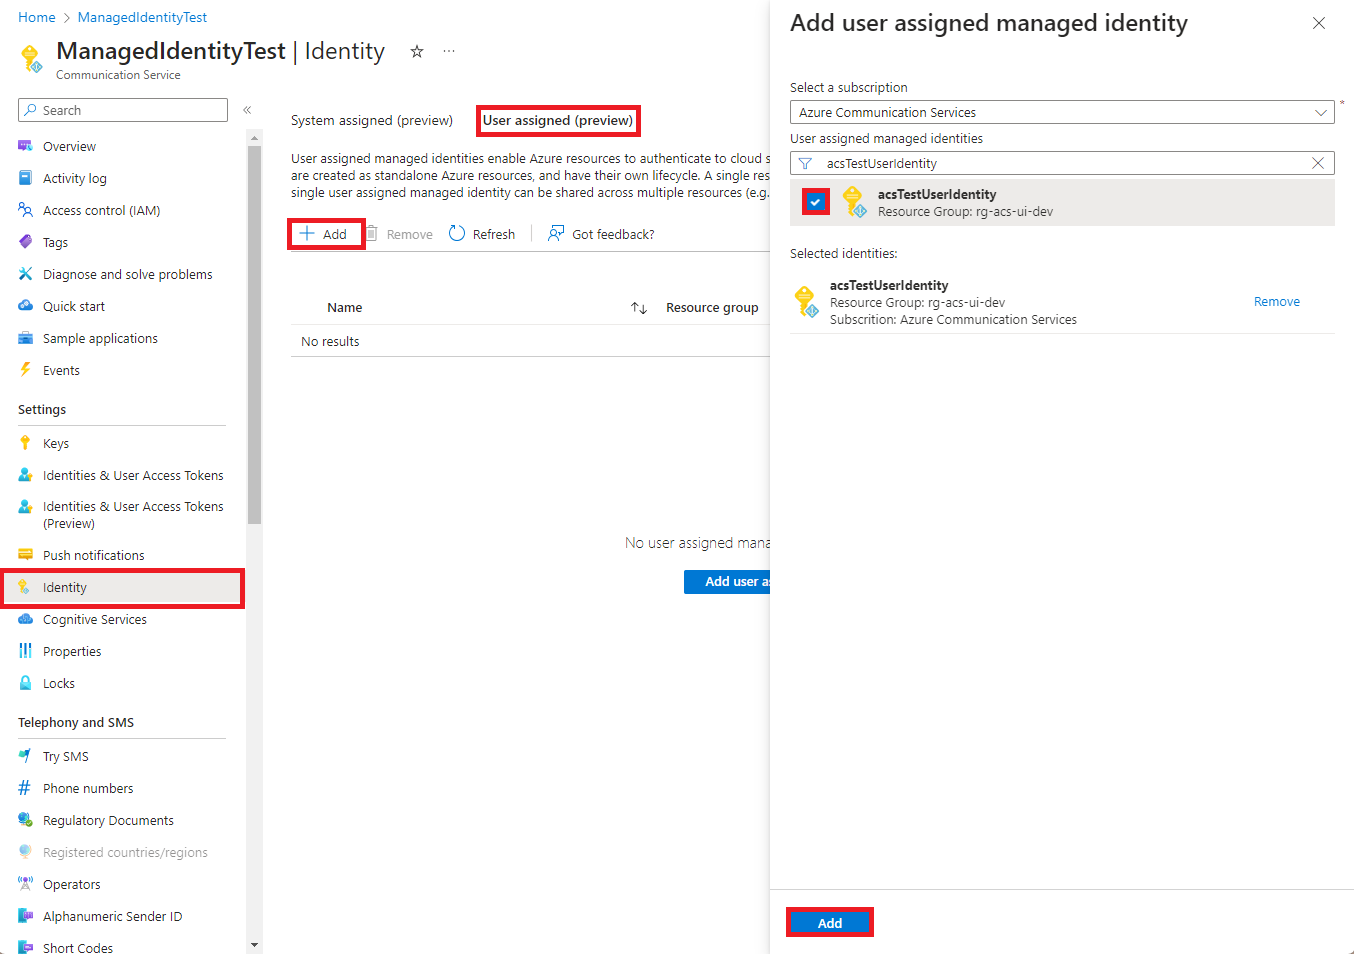 Home > ManagedIdentityTest
ManagedIdentityTest | Identity
Communication Service
Search
Overview
Activity log
Access control (IAM)
Tags
Diagnose and solve problems
Quick start
Sample applications
Events
Settings
Keys
Identities & User Access Tokens
Identities & User Access Tokens
(Preview)
Push notifications
Identity
Cognitive Services
Properties
Locks
Telephony and SMS
Try SMS
Phone numbers
Regulatory Documents
Registered countries/regions
Operators
Alphanumeric Sender ID
Short Codes
System assigned (preview) User assigned (preview)
User assigned managed identities enable Azure resources to authenticate to cloud s
are created as standalone Azure resources, and have their own lifecycle. A single res
single user assigned managed identity can be shared across multiple resources (e.g.
Add Remove Refresh Got feedback?
Name Resource group
No results
No user assigned mana
Add user a
Add user assigned managed identity
Select a subscription
Azure Communication Services *
User assigned managed identities
acsTestUserIdentity
acsTestUserIdentity
Resource Group: rg-acs-ui-dev
Selected identities:
acsTestUserIdentity
Resource Group: rg-acs-ui-dev
Subscrition: Azure Communication Services
Remove
Add